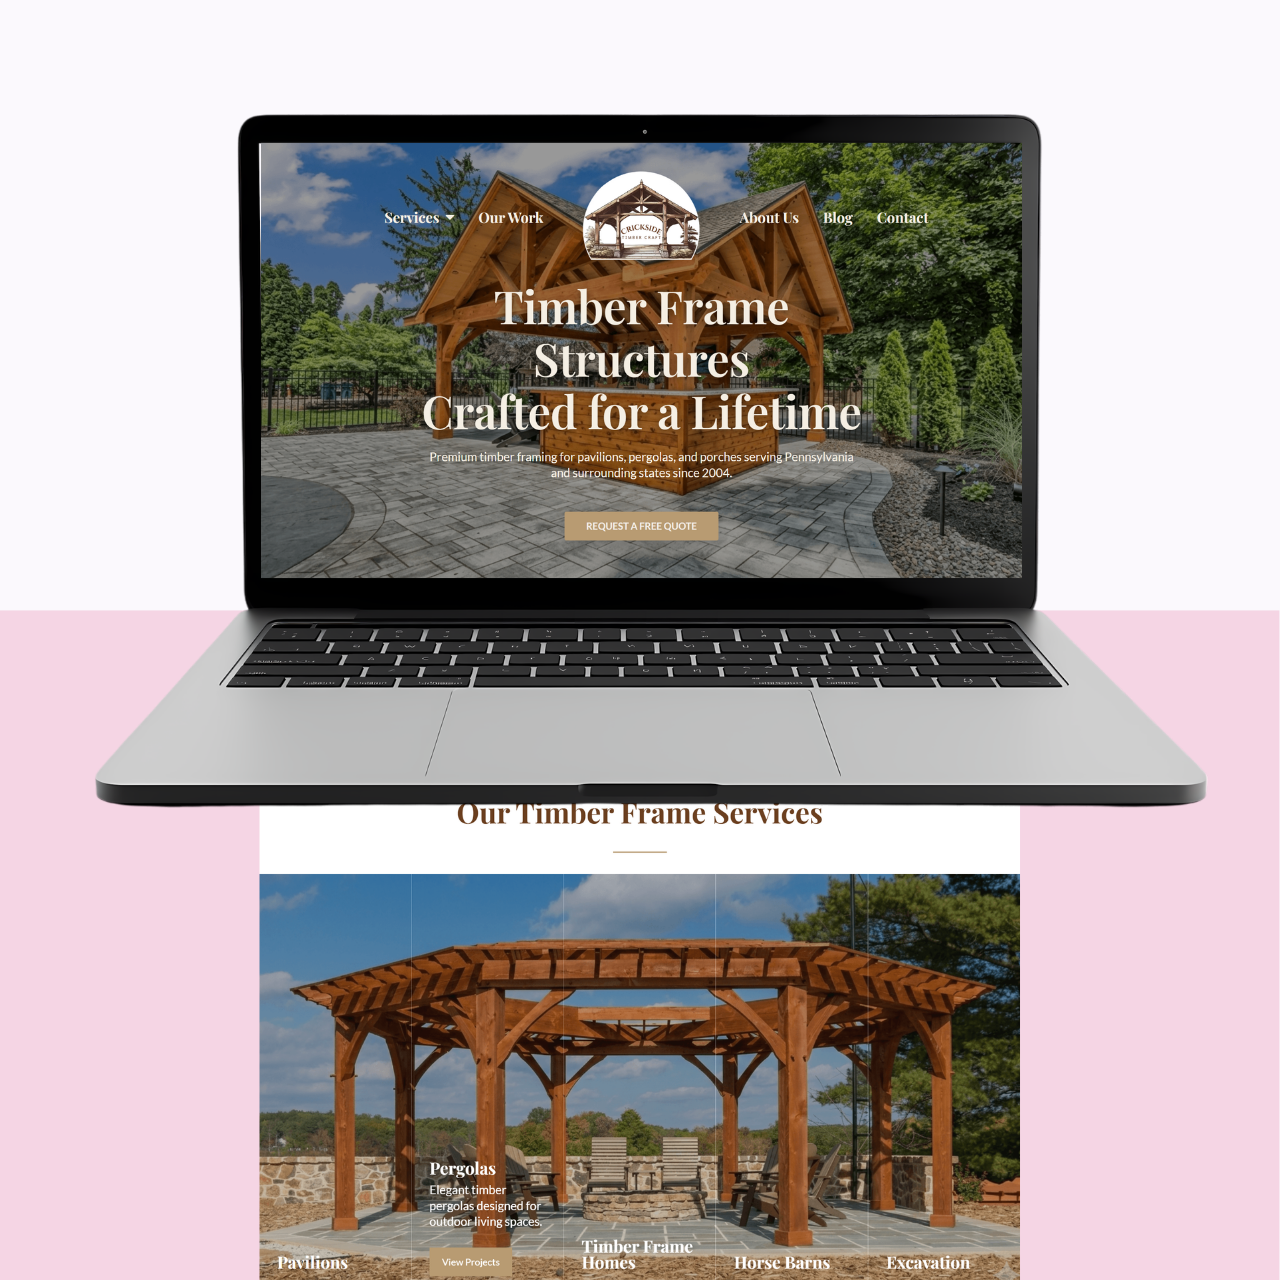 Services
Our Work
CRICKSIDE
TIMBER CRAFT
About Us
Blog
Contact
Timber Frame
Structures
Crafted for a Lifetime
Premium timber framing for pavilions, pergolas, and porches serving Pennsylvania
and surrounding states since 2004.
REQUEST A FREE QUOTE
Our Timber Frame Services
Pavilions
Pergolas
Elegant timber
pergolas designed for
outdoor living spaces.
View Projects
Timber Frame
Homes
Horse Barns
Excavation